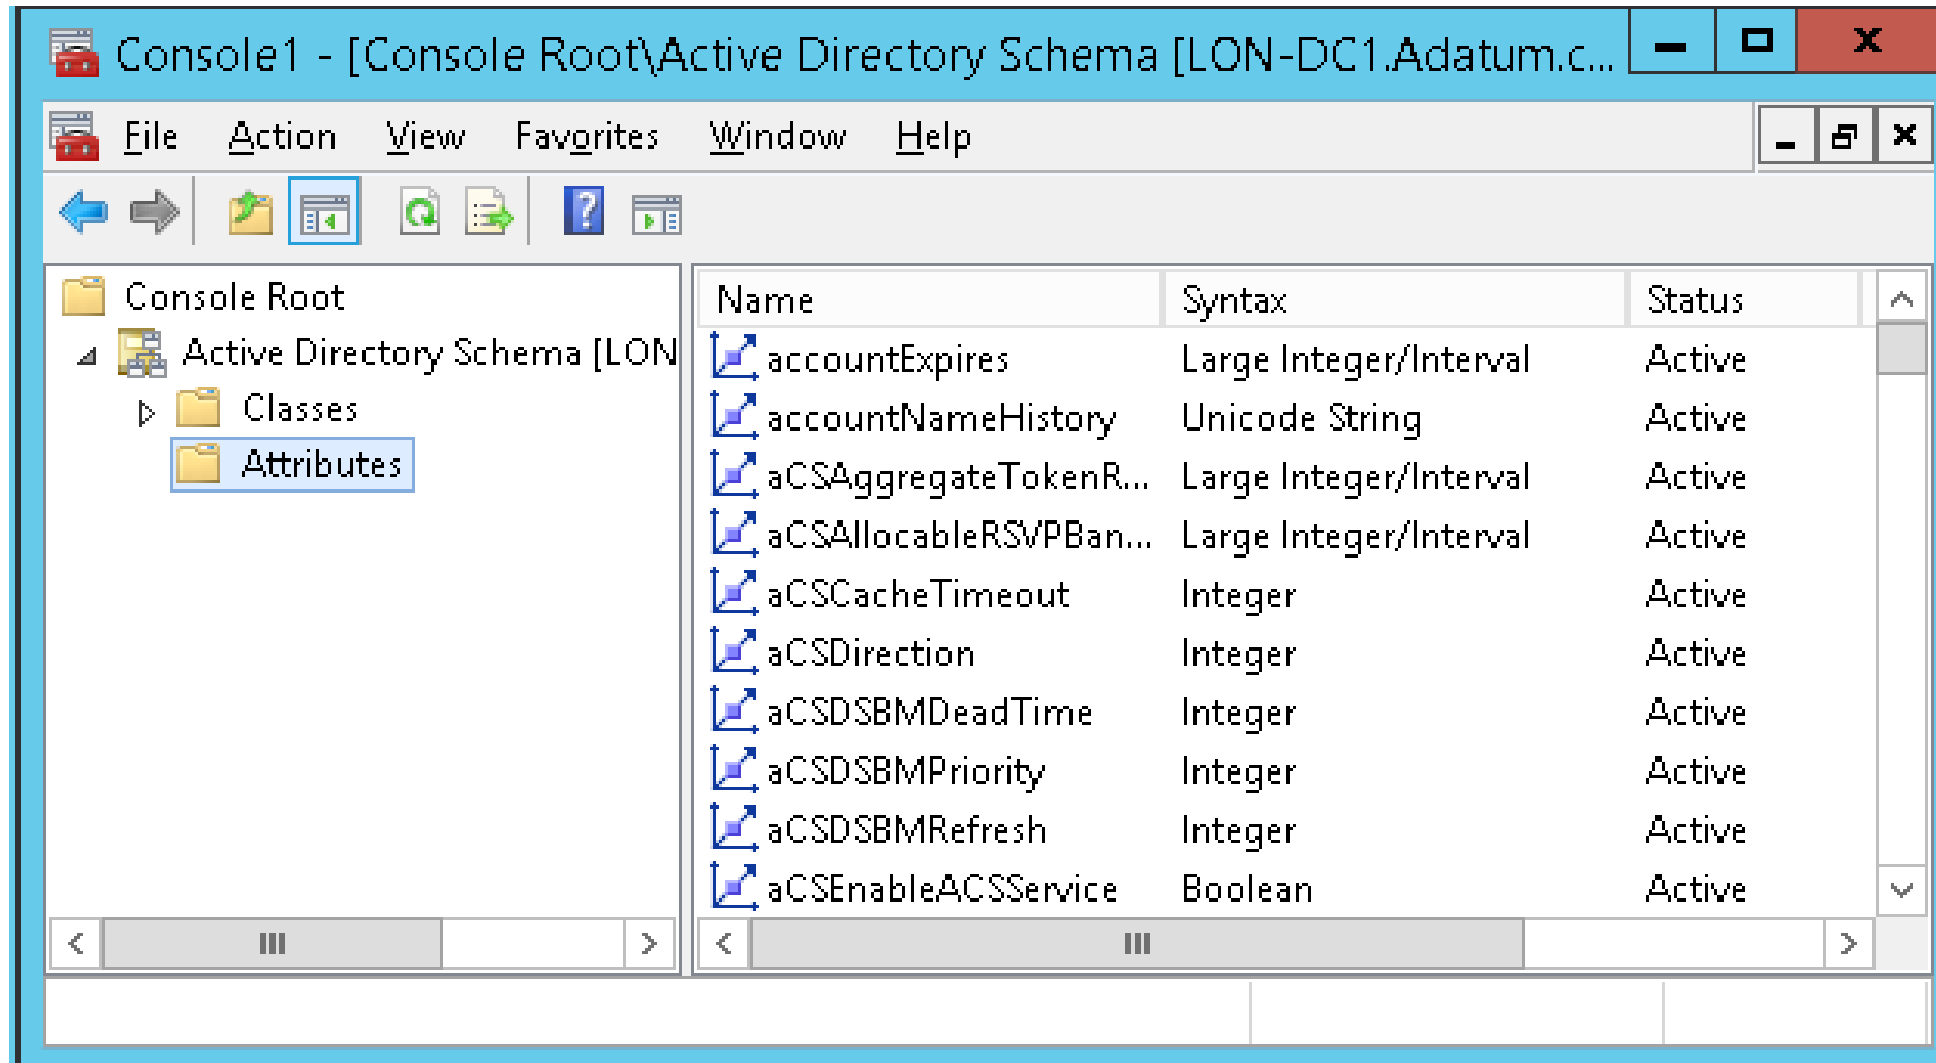 Console1 - [Console Root\Active Directory Schema [LON-DC1.Adatum.c...
File Action View Favorites Window Help
Console Root
Active Directory Schema [LON
Classes
Attributes
Name Syntax Status
accountExpires Large Integer/Interval Active
accountNameHistory Unicode String Active
aCSAggregateTokenR... Large Integer/Interval Active
aCSAllocableRSVPBan... Large Integer/Interval Active
aCSCacheTimeout Integer Active
aCSDirection Integer Active
aCSDSBMDeadTime Integer Active
aCSDSBMPriority Integer Active
aCSDSBMRefresh Integer Active
aCSEnableACSService Boolean Active